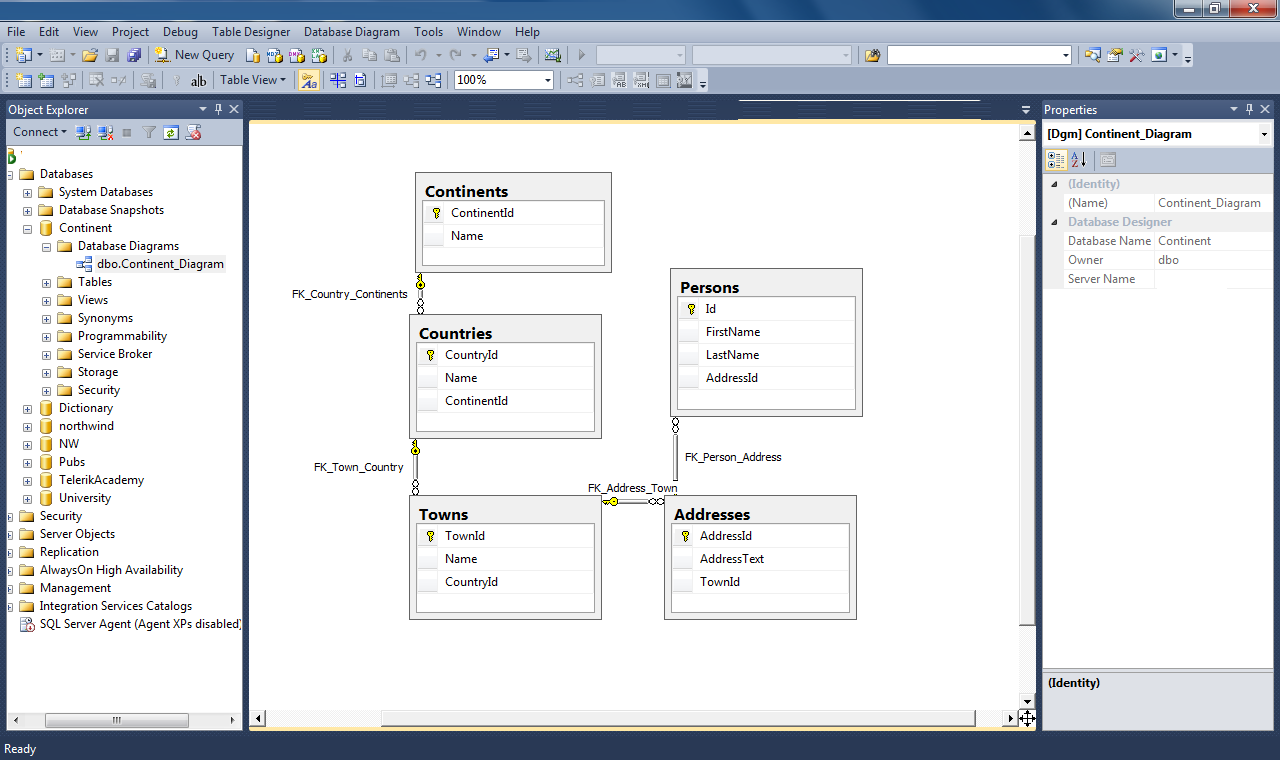 File Edit View Project Debug Table Designer Database Diagram Tools Window Help
New Query
Table View 100%
Object Explorer
Connect
Databases
System Databases
Database Snapshots
Continent
Database Diagrams
dbo.Continent_Diagram
Tables
Views
Synonyms
Programmability
Service Broker
Storage
Security
Dictionary
northwind
NW
Pubs
TelerikAcademy
University
Security
Server Objects
Replication
AlwaysOn High Availability
Management
Integration Services Catalogs
SQL Server Agent (Agent XPs disabled)
Continents
ContinentId
Name
FK_Country_Continents
Countries
CountryId
Name
ContinentId
FK_Town_Country
Towns
TownId
Name
CountryId
Persons
Id
FirstName
LastName
AddressId
FK_Person_Address
FK_Address_Town
Addresses
AddressId
AddressText
TownId
Properties
[Dgm] Continent_Diagram
(Identity)
(Name) Continent_Diagram
Database Designer
Database Name Continent
Owner dbo
Server Name
(Identity)
Ready